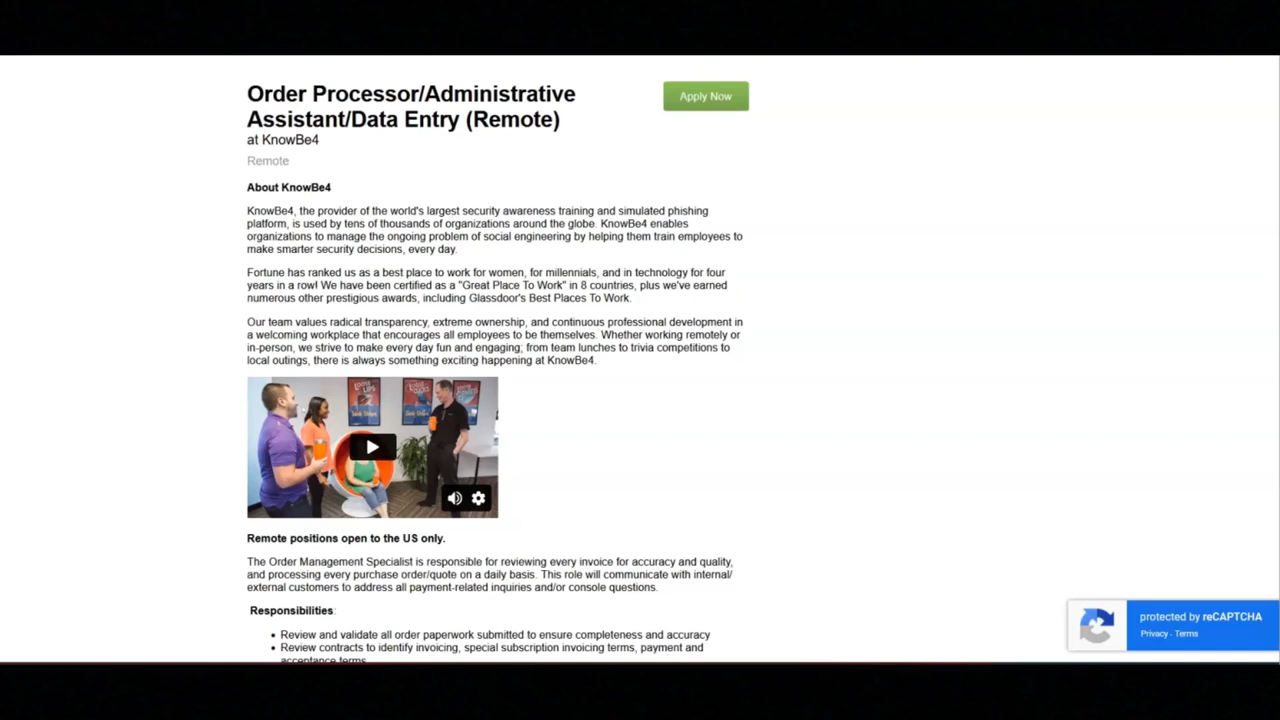 Order Processor/Administrative
Assistant/Data Entry (Remote)
Apply Now
at KnowBe4
Remote
About KnowBe4
KnowBe4, the provider of the world's largest security awareness training and simulated phishing
platform, is used by tens of thousands of organizations around the globe. KnowBe4 enables
organizations to manage the ongoing problem of social engineering by helping them train employees to
make smarter security decisions, every day.
Fortune has ranked us as a best place to work for women, for millennials, and in technology for four
years in a row! We have been certified as a "Great Place To Work" in 8 countries, plus we've earned
numerous other prestigious awards, including Glassdoor's Best Places To Work.
Our team values radical transparency, extreme ownership, and continuous professional development in
a welcoming workplace that encourages all employees to be themselves. Whether working remotely or
in-person, we strive to make every day fun and engaging; from team lunches to trivia competitions to
local outings, there is always something exciting happening at KnowBe4.
Remote positions open to the US only.
The Order Management Specialist is responsible for reviewing every invoice for accuracy and quality,
and processing every purchase order/quote on a daily basis. This role will communicate with internal/
external customers to address all payment-related inquiries and/or console questions.
Responsibilities:
• Review and validate all order paperwork submitted to ensure completeness and accuracy
• Review contracts to identify invoicing, special subscription invoicing terms, payment and
acceptance terms
protected by reCAPTCHA
Privacy - Terms